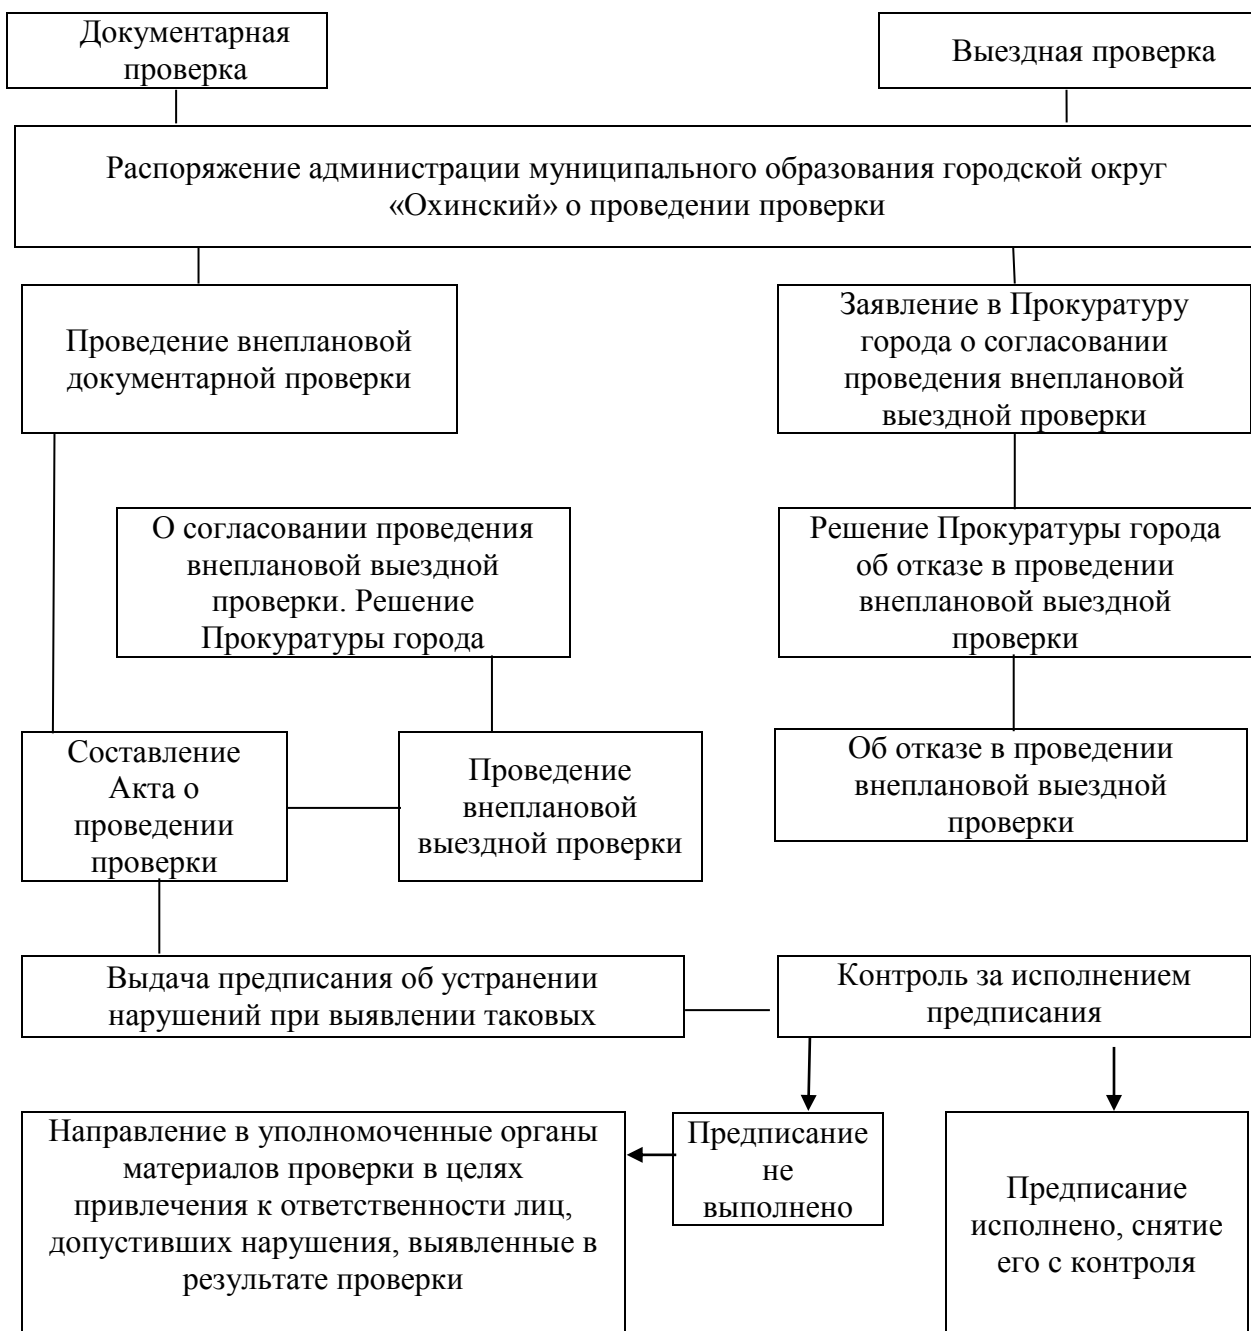 Документарная
проверка
Выездная проверка
Распоряжение администрации муниципального образования городской округ
«Охинский» о проведении проверки
Проведение внеплановой
документарной проверки
Заявление в Прокуратуру
города о согласовании
проведения внеплановой
выездной проверки
О согласовании проведения
внеплановой выездной
проверки. Решение
Прокуратуры города
Решение Прокуратуры города
об отказе в проведении
внеплановой выездной
проверки
Составление
Акта о
проведении
проверки
Проведение
внеплановой
выездной проверки
Об отказе в проведении
внеплановой выездной
проверки
Выдача предписания об устранении
нарушений при выявлении таковых
Контроль за исполнением
предписания
Направление в уполномоченные органы
материалов проверки в целях
привлечения к ответственности лиц,
допустивших нарушения, выявленные в
результате проверки
Предписание
не
выполнено
Предписание
исполнено, снятие
его с контроля